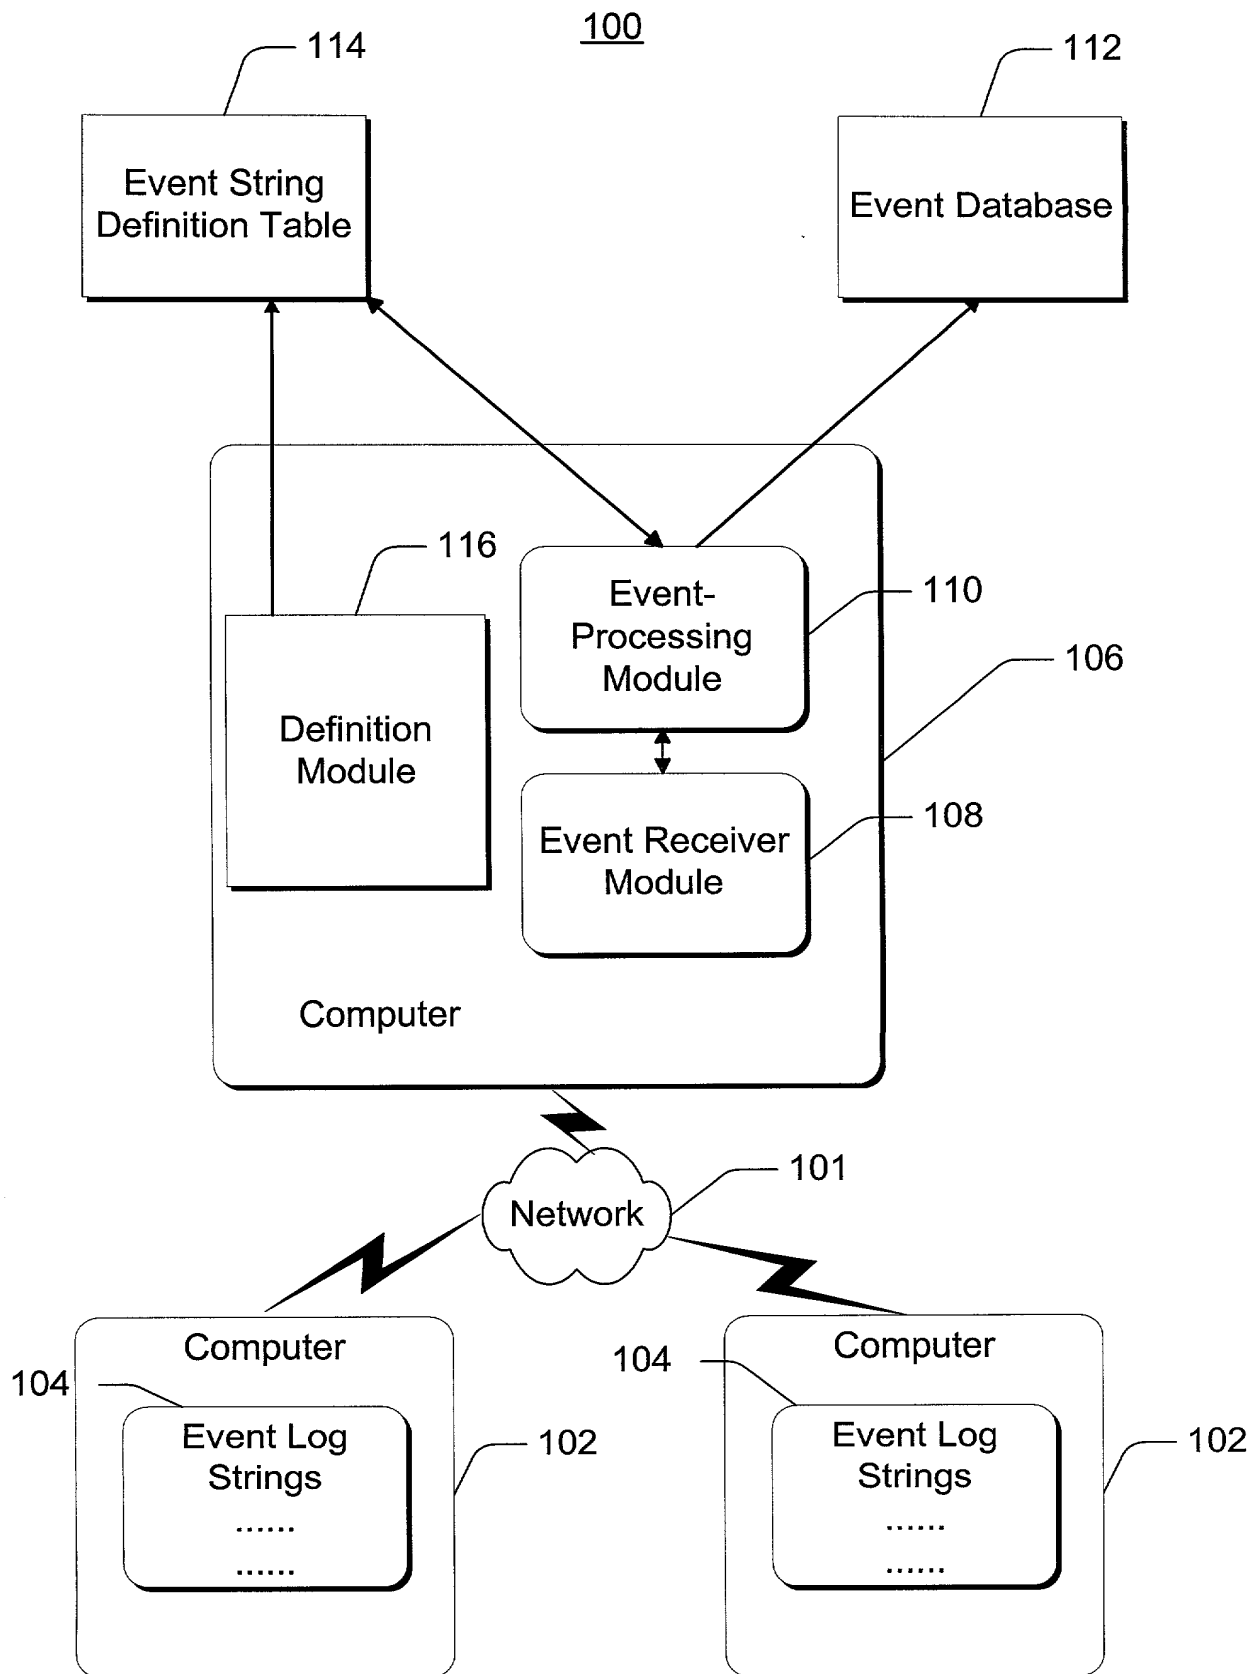 100
114
112
Event String
Definition Table
Event Database
116
Event-
Processing
Module
110
106
Definition
Module
Event Receiver
Module
108
Computer
101
Network
Computer
104
Event Log
Strings
......
......
102
Computer
104
Event Log
Strings
......
......
102